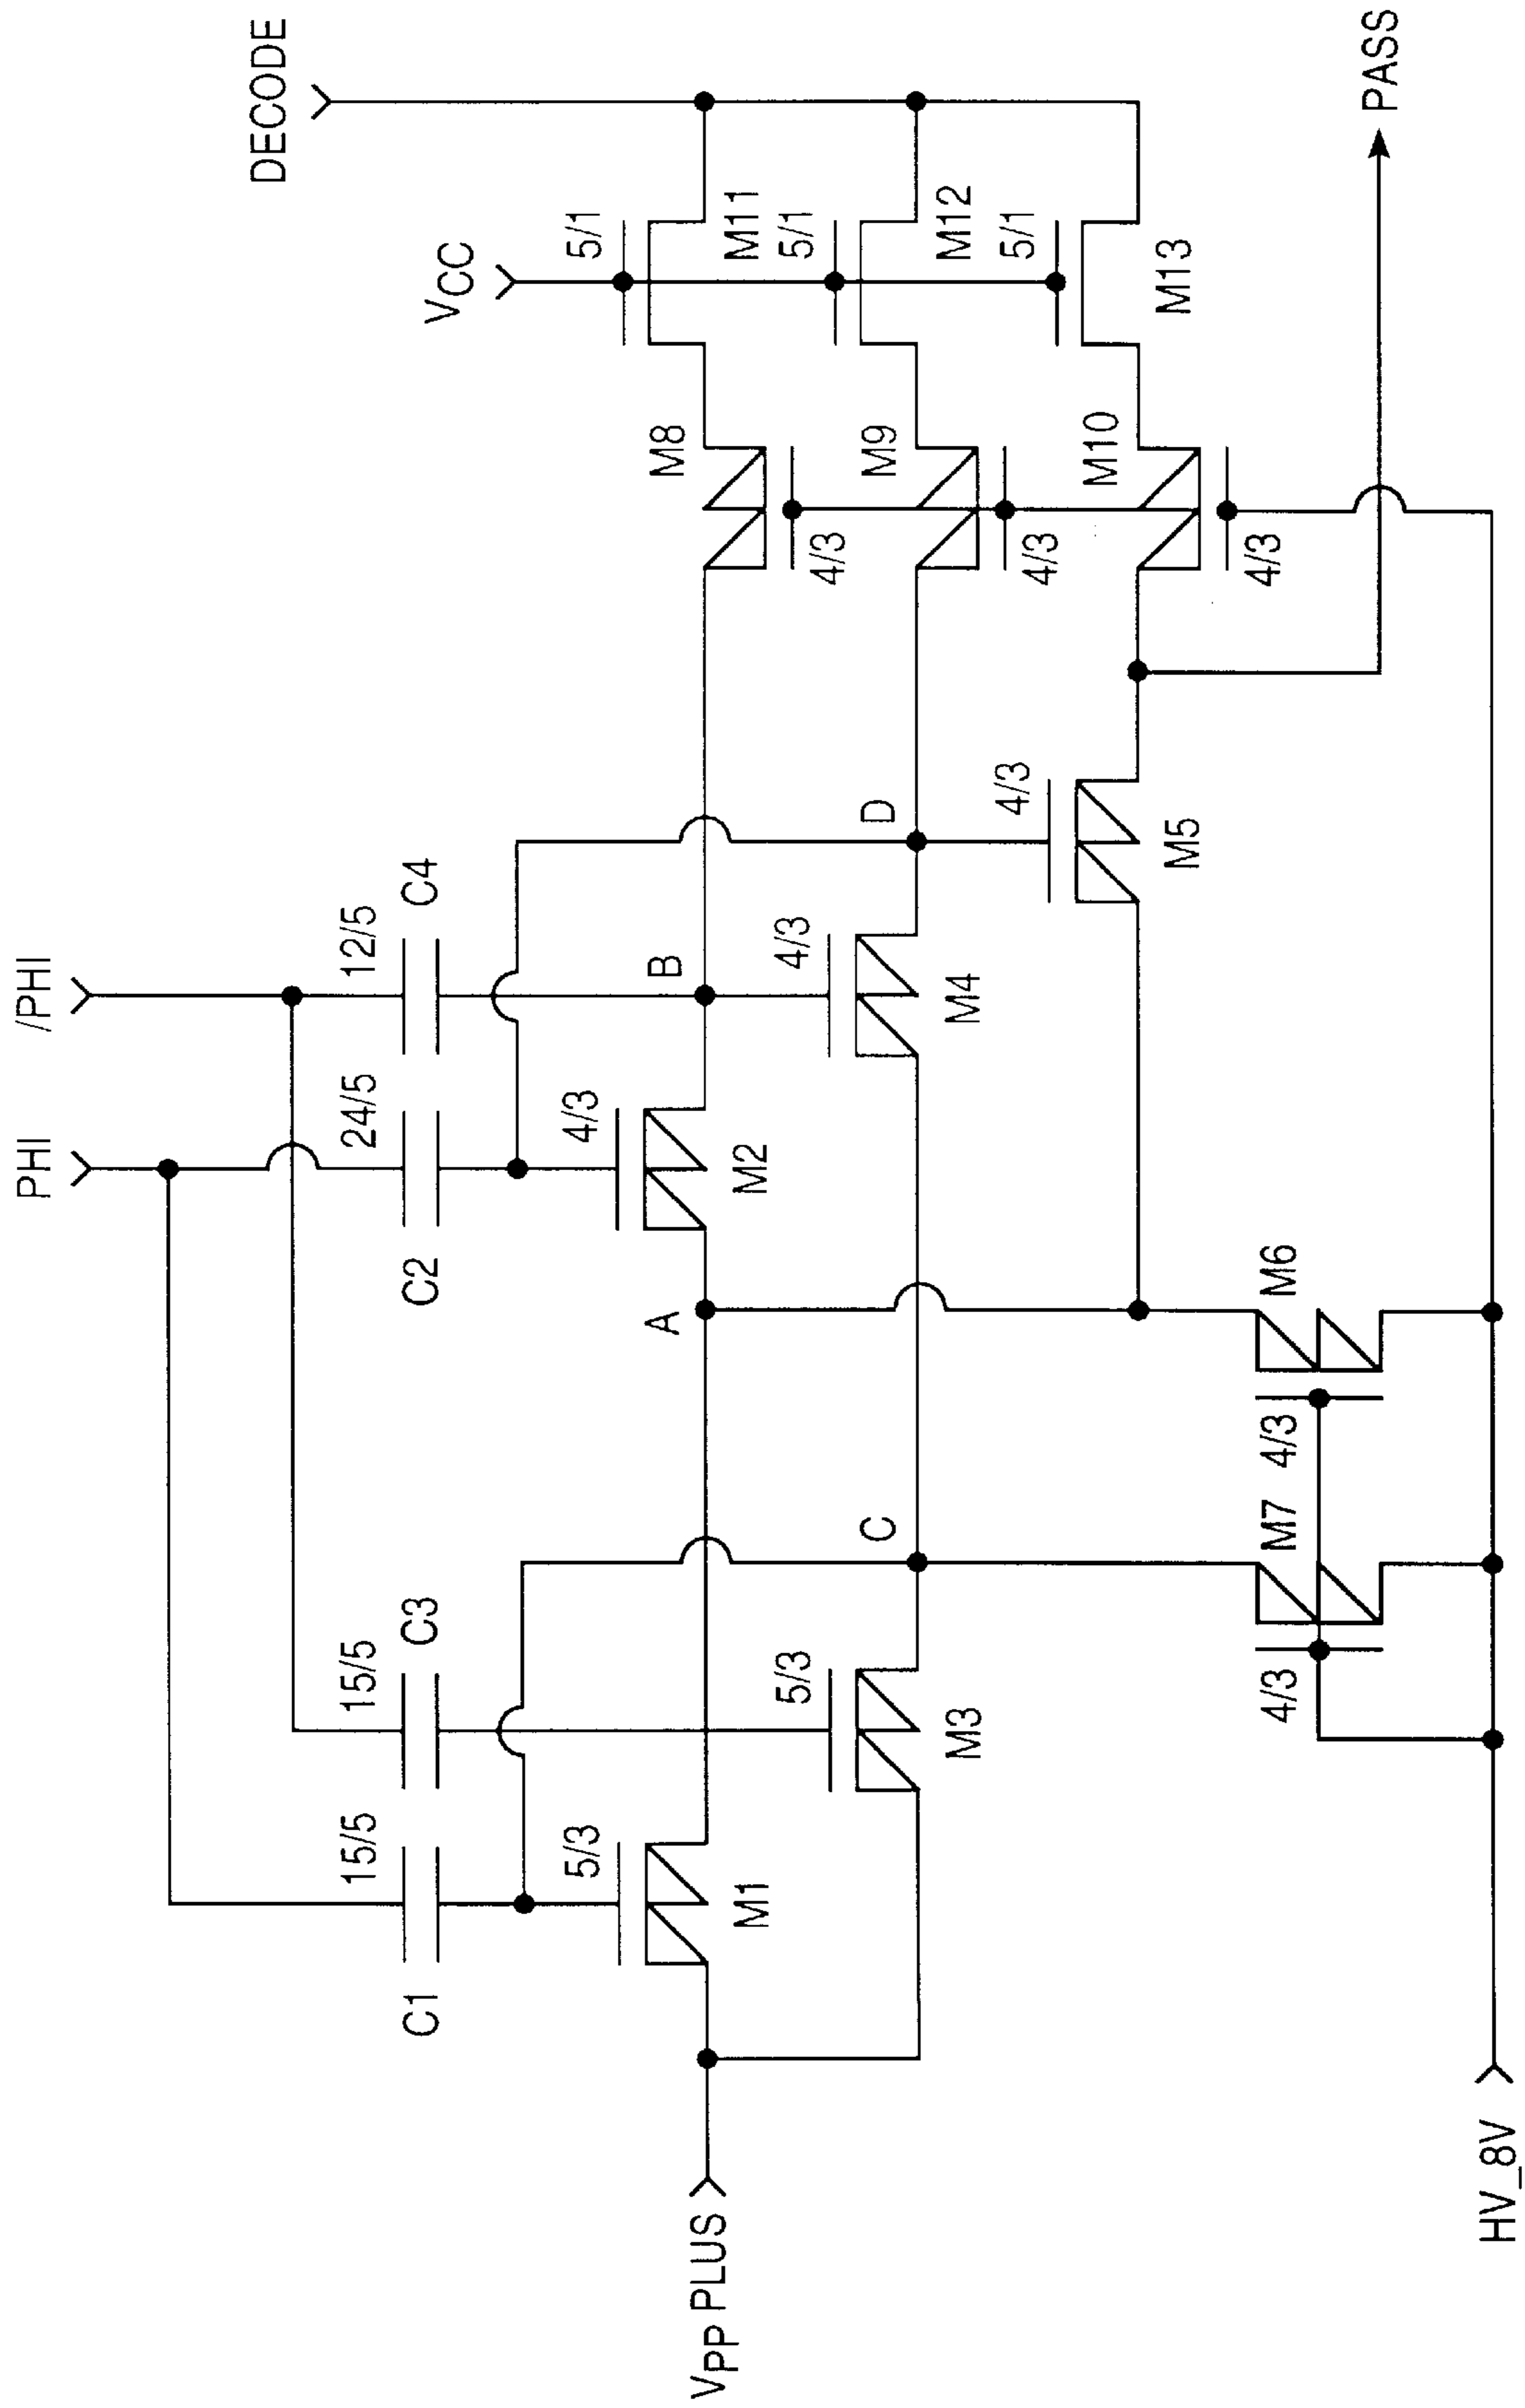 DECODE
VCC
5/1
M11
5/1
M12
5/1
M13
PASS
M8
4/3
M9
4/3
M10
4/3
/PHI
PHI
12/5
C4
24/5
C2
B
D
4/3
M2
4/3
M4
4/3
M5
A
C
15/5
C3
15/5
C1
5/3
M1
5/3
M3
M6
4/3
M7
4/3
VPP PLUS
HV_8V